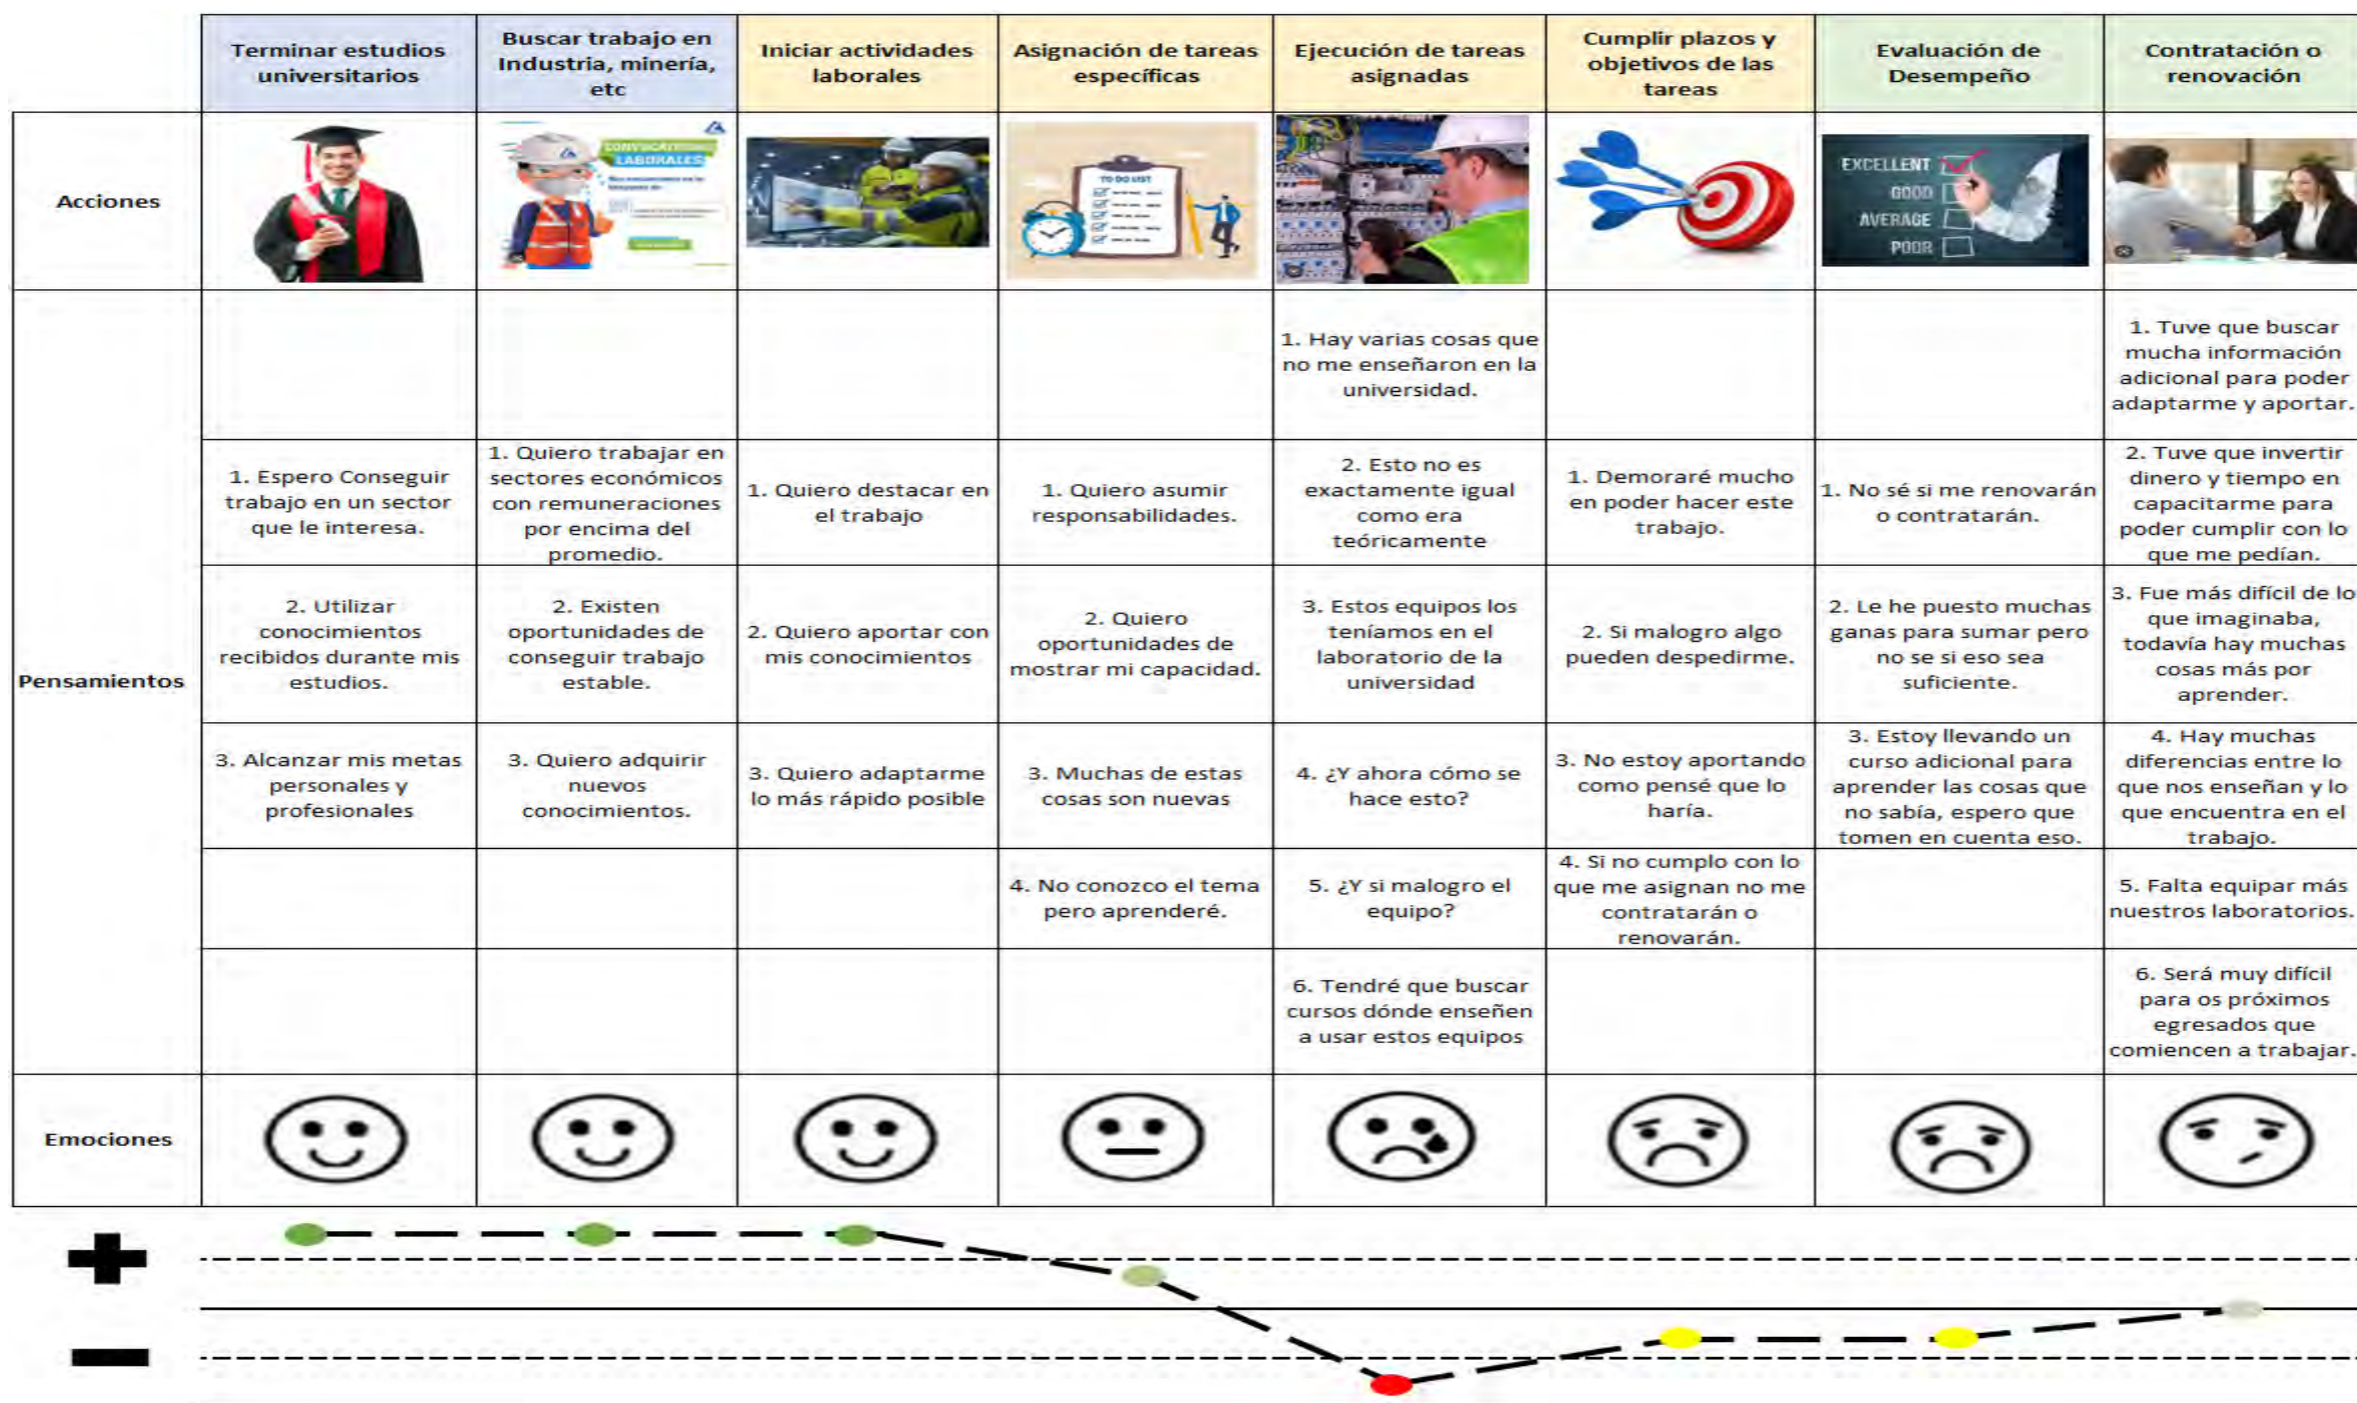 Terminar estudios
universitarios
Buscar trabajo en
Industria, minería,
etc
Iniciar actividades
laborales
Asignación de tareas
específicas
Ejecución de tareas
asignadas
Cumplir plazos y
objetivos de las
tareas
Evaluación de
Desempeño
Contratación o
renovación
Acciones
LABORALES
TO DO LIST
EXCELLENT
GOOD
AVERAGE
POOR
Pensamientos
1. Hay varias cosas que
no me enseñaron en la
universidad.
1. Tuve que buscar
mucha información
adicional para poder
adaptarme y aportar.
1. Espero Conseguir
trabajo en un sector
que le interesa.
1. Quiero trabajar en
sectores económicos
con remuneraciones
por encima del
promedio.
1. Quiero destacar en
el trabajo
1. Quiero asumir
responsabilidades.
2. Esto no es
exactamente igual
como era
teóricamente
1. Demoraré mucho
en poder hacer este
trabajo.
1. No sé si me renovarán
o contratarán.
2. Tuve que invertir
dinero y tiempo en
capacitarme para
poder cumplir con lo
que me pedían.
2. Utilizar
conocimientos
recibidos durante mis
estudios.
2. Existen
oportunidades de
conseguir trabajo
estable.
2. Quiero aportar con
mis conocimientos
2. Quiero
oportunidades de
mostrar mi capacidad.
3. Estos equipos los
teníamos en el
laboratorio de la
universidad
2. Si malogro algo
pueden despedirme.
2. Le he puesto muchas
ganas para sumar pero
no se si eso sea
suficiente.
3. Fue más difícil de lo
que imaginaba,
todavía hay muchas
cosas más por
aprender.
3. Alcanzar mis metas
personales y
profesionales
3. Quiero adquirir
nuevos
conocimientos.
3. Quiero adaptarme
lo más rápido posible
3. Muchas de estas
cosas son nuevas
4. ¿Y ahora cómo se
hace esto?
3. No estoy aportando
como pensé que lo
haría.
3. Estoy llevando un
curso adicional para
aprender las cosas que
no sabía, espero que
tomen en cuenta eso.
4. Hay muchas
diferencias entre lo
que nos enseñan y lo
que encuentra en el
trabajo.
4. No conozco el tema
pero aprenderé.
5. ¿Y si malogro el
equipo?
4. Si no cumplo con lo
que me asignan no me
contratarán o
renovarán.
5. Falta equipar más
nuestros laboratorios.
6. Tendré que buscar
cursos dónde enseñen
a usar estos equipos
6. Será muy difícil
para os próximos
egresados que
comiencen a trabajar.
Emociones